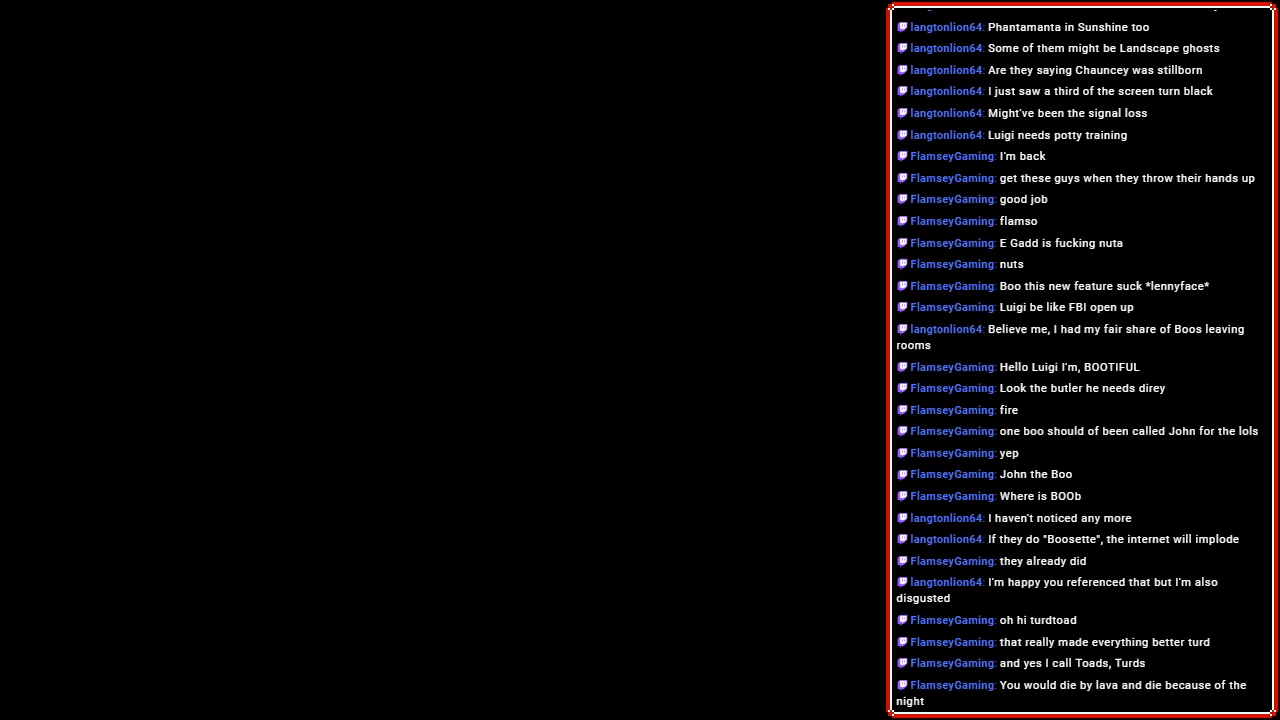 langtonlion64: Phantamanta in Sunshine too
langtonlion64: Some of them might be Landscape ghosts
langtonlion64: Are they saying Chauncey was stillborn
langtonlion64: I just saw a third of the screen turn black
langtonlion64: Might've been the signal loss
langtonlion64: Luigi needs potty training
FlamseyGaming: I'm back
FlamseyGaming: get these guys when they throw their hands up
FlamseyGaming: good job
FlamseyGaming: flamso
FlamseyGaming: E Gadd is fucking nuta
FlamseyGaming: nuts
FlamseyGaming: Boo this new feature suck *lennyface*
FlamseyGaming: Luigi be like FBI open up
langtonlion64: Believe me, I had my fair share of Boos leaving
rooms
FlamseyGaming: Hello Luigi I'm, BOOTIFUL
FlamseyGaming: Look the butler he needs direy
FlamseyGaming: fire
FlamseyGaming: one boo should of been called John for the lols
FlamseyGaming: yep
FlamseyGaming: John the Boo
FlamseyGaming: Where is BOOb
langtonlion64: I haven't noticed any more
langtonlion64: If they do "Boosette", the internet will implode
FlamseyGaming: they already did
langtonlion64: I'm happy you referenced that but I'm also
disgusted
FlamseyGaming: oh hi turdtoad
FlamseyGaming: that really made everything better turd
FlamseyGaming: and yes I call Toads, Turds
FlamseyGaming: You would die by lava and die because of the
night